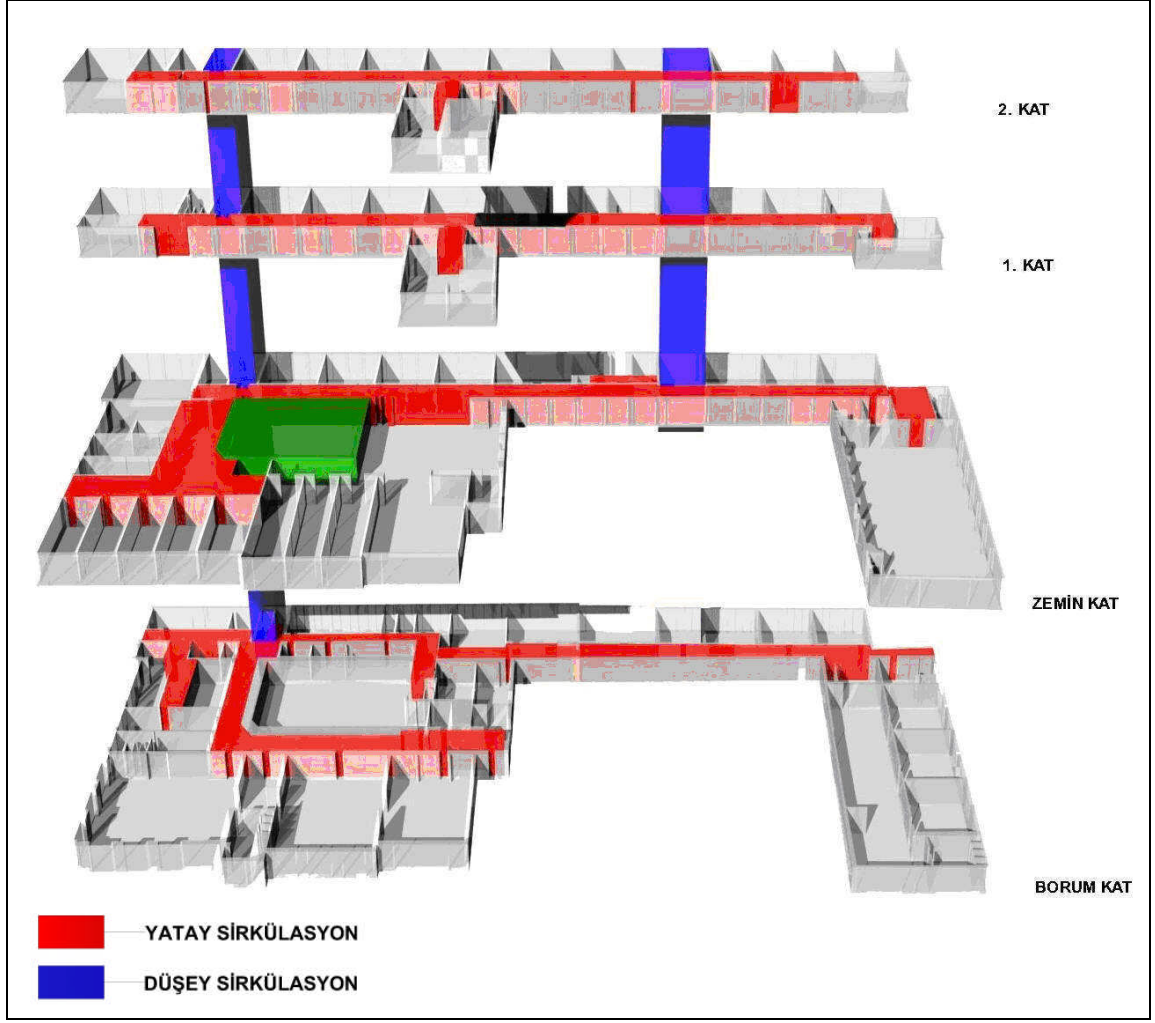 2. KAT
1. KAT
ZEMİN KAT
BORUM KAT
YATAY SİRKÜLASYON
DÜŞEY SİRKÜLASYON